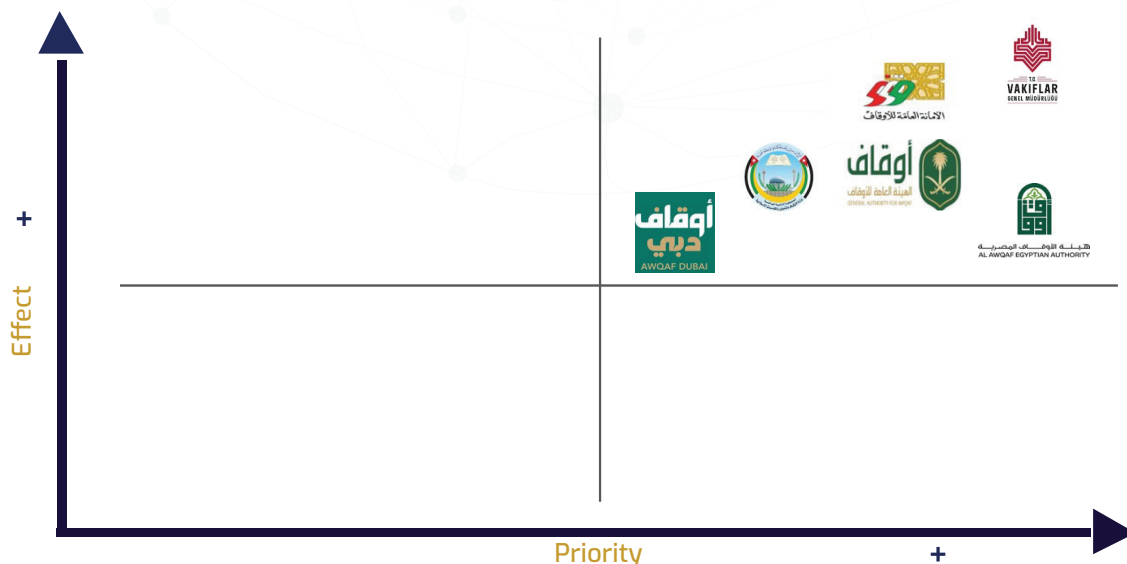 T.C.
VAKIFLAR
GENEL MÜDÜRLÜĞÜ
الأمانة العامة للأوقاف
أوقاف
الهيئة العامة للأوقاف
GENERAL AUTHORITY FOR AWQAF
أوقاف
دبي
AWQAF DUBAI
هيئة الأوقاف المصرية
AL AWQAF EGYPTIAN AUTHORITY
+
Effect
Priority
+